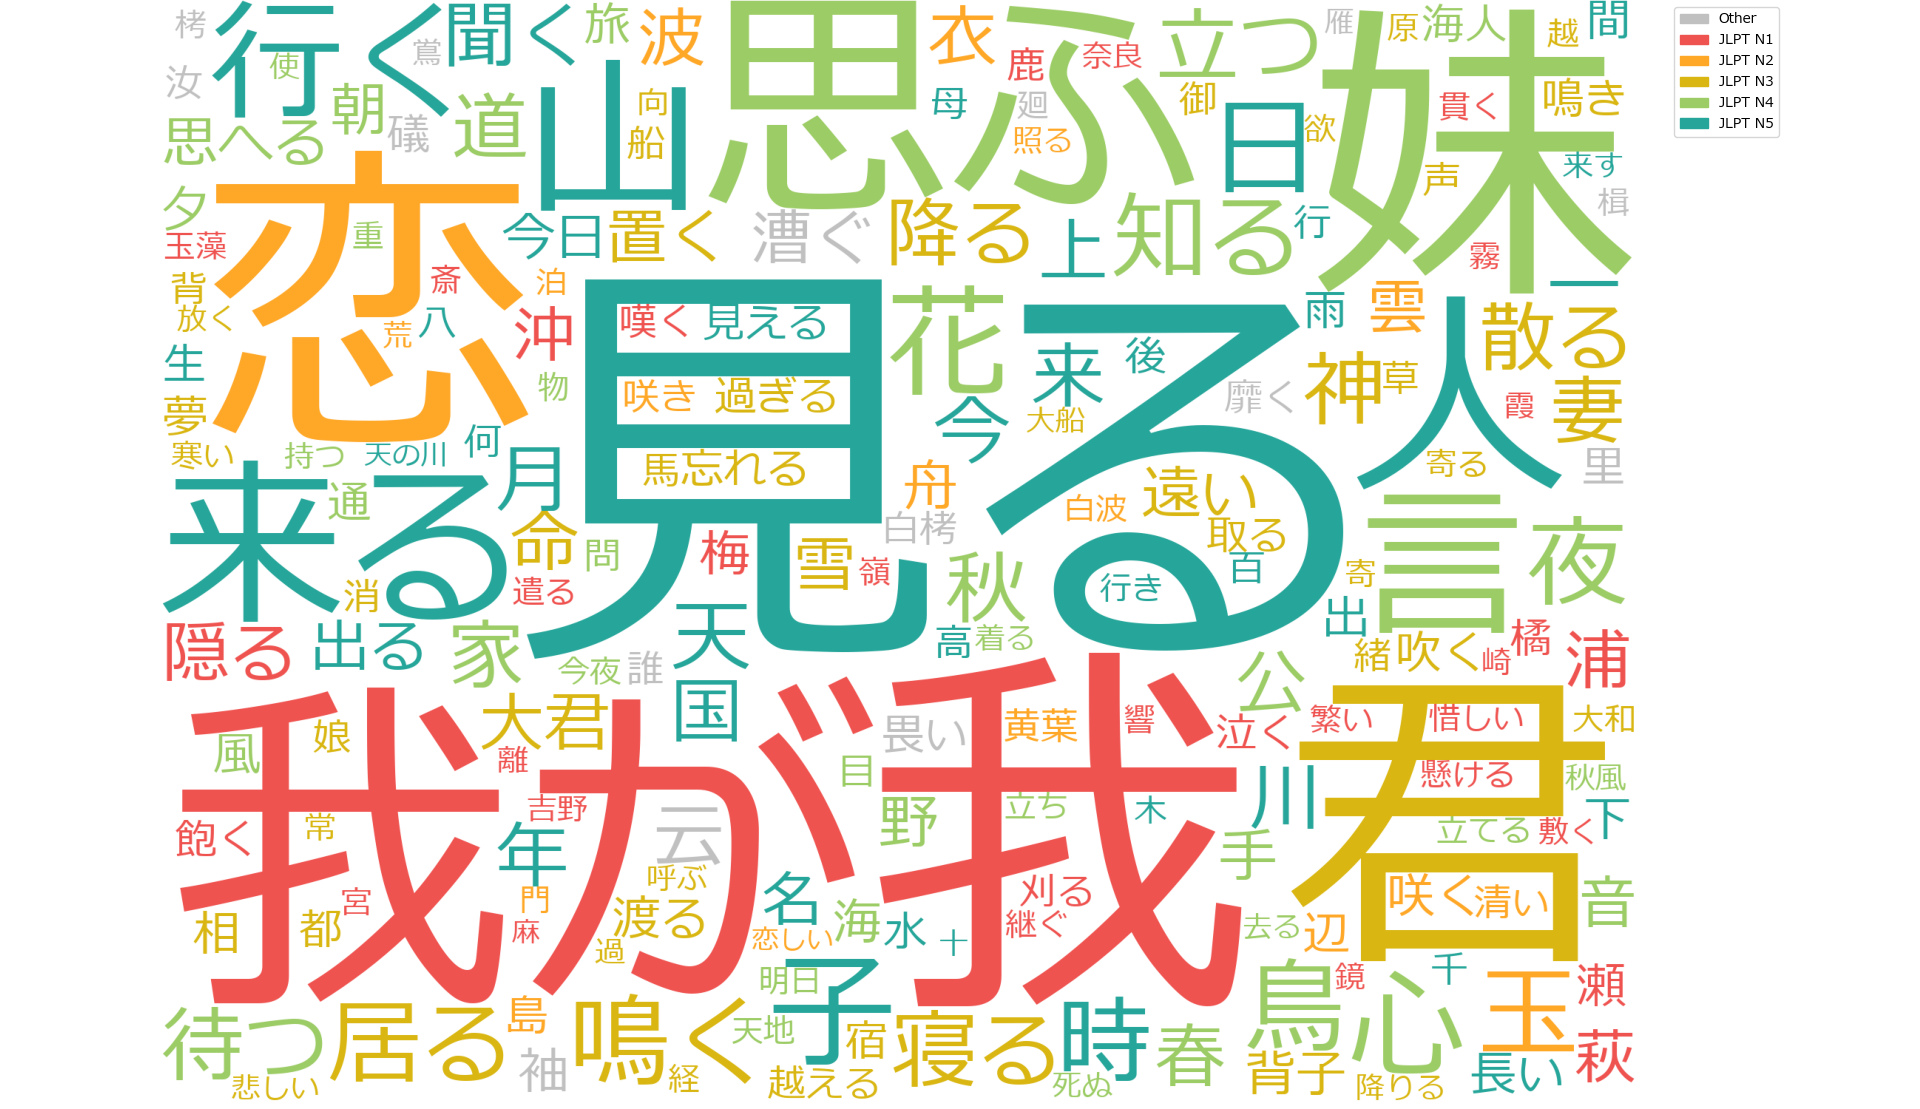 栲 行く 聞く 旅 波 思ふ 衣 鹿 奈良 立つ 雁 妹 原 海人 越 間
汝 使 鶯 朝 道 山 向 船 母 廻 照る 御 日 欲 貫く 鳴き
思へる 礒 恋 夕 重 今日 置く 漕ぐ 降る 上 知る 行 声 来す 楫 霧
玉藻 背 斎 泊 放く 荒 八 沖 見る 嘆く 見える 花 来 後 雨 雲 一 人 散る
生 夢 物 咲き 過ぎる 今 大船 靡く 神 草 霞 妻
寒い 持つ 天の川 何 月 馬 忘れる 舟 白波 遠い 寄る 里
来る 通 命 問 梅 雪 白栲 嶺 秋 取る 百 行き 寄 言 夜
消 遣る 隠る 出る 家 今夜 誰 天 高 着る 出 緒 吹く 崎 橘 浦
我が 我 風 娘 大君 離 国 畏い 黄葉 響 公 泣く 繁い 惜しい 大和 君
飽く 常 吉野 年 云 目 野 立ち 木 川 懸ける 秋風 立てる 敷く 下
相 都 宮 門 麻 呼ぶ 渡る 過 名 恋しい 海 水 十 刈る 継ぐ 手 去る 辺 咲く 清い 音
待つ 居る 島 鳴く 天地 明日 子 宿 寝る 時 春 鳥 鏡 心 千 玉 瀬
悲しい 袖 経 越える 死ぬ 背子 降りる 長い 萩
Other
JLPT N1
JLPT N2
JLPT N3
JLPT N4
JLPT N5